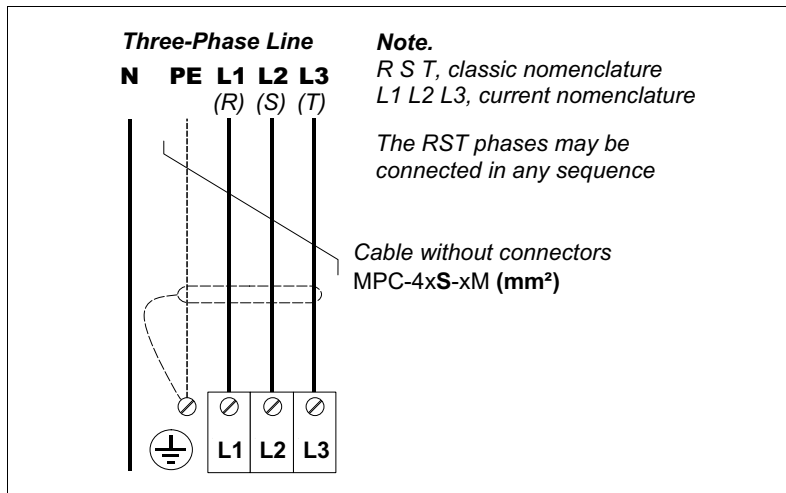 Three-Phase Line
N PE L1 L2 L3
(R) (S) (T)
Note.
R S T, classic nomenclature
L1 L2 L3, current nomenclature
The RST phases may be
connected in any sequence
Cable without connectors
MPC-4xS-xM (mm²)
L1 L2 L3